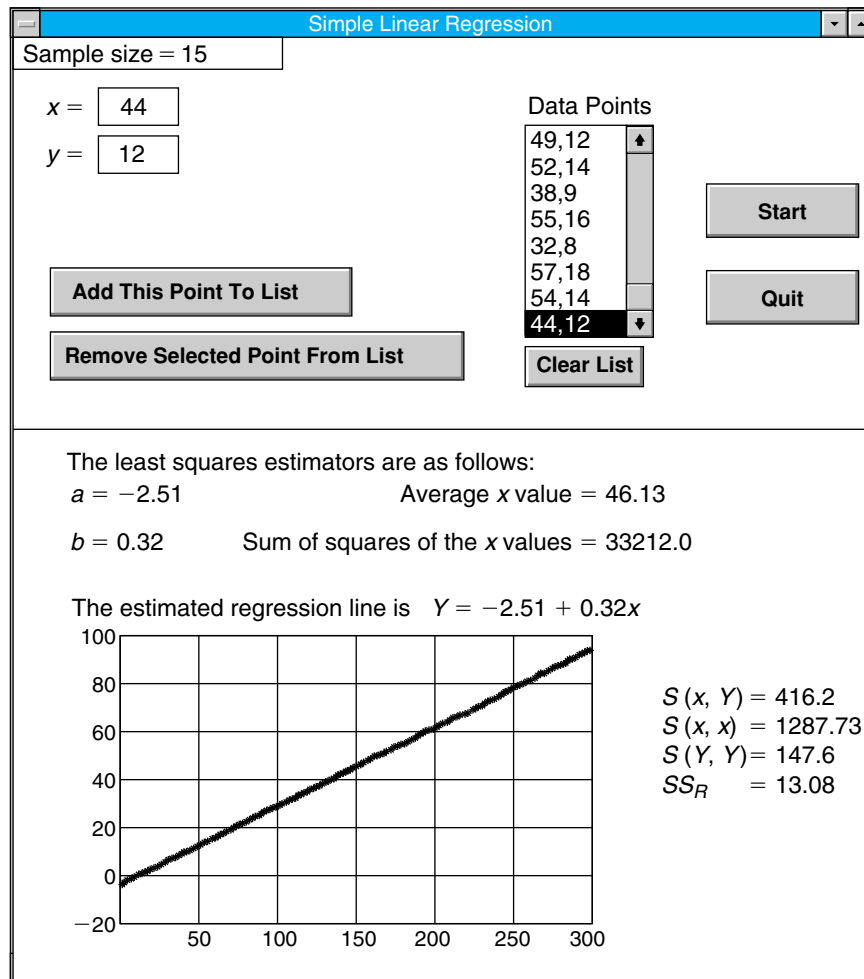 Simple Linear Regression
Sample size = 15
x = 44
y = 12
Data Points
49,12
52,14
38,9
55,16
32,8
57,18
54,14
44,12
Start
Quit
Add This Point To List
Remove Selected Point From List
Clear List
The least squares estimators are as follows:
a = −2.51 Average x value = 46.13
b = 0.32 Sum of squares of the x values = 33212.0
The estimated regression line is Y = −2.51 + 0.32x
100
80
60
40
20
0
−20
50 100 150 200 250 300
S (x, Y) = 416.2
S (x, x) = 1287.73
S (Y, Y) = 147.6
SS_R = 13.08